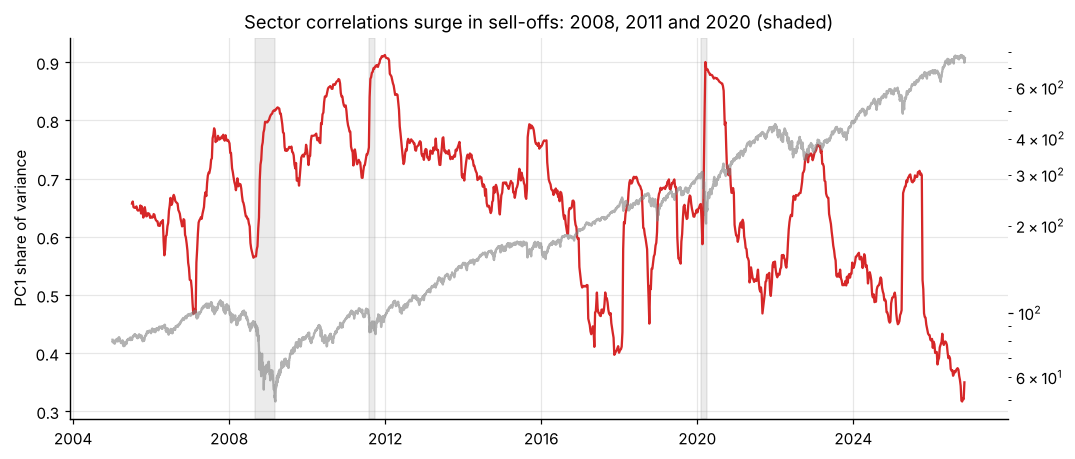 Sector correlations surge in sell-offs: 2008, 2011 and 2020 (shaded)
PC1 share of variance
0.9
0.8
0.7
0.6
0.5
0.4
0.3
6 × 10²
4 × 10²
3 × 10²
2 × 10²
10²
6 × 10¹
2004 2008 2012 2016 2020 2024